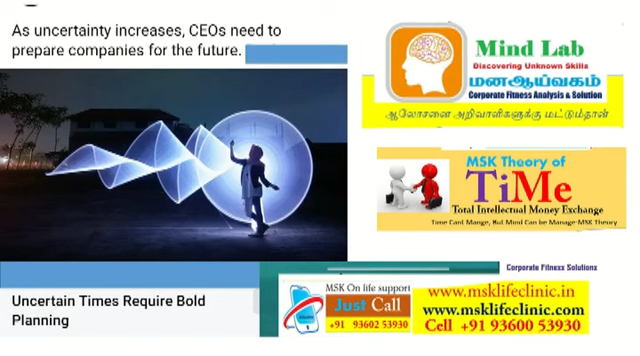 As uncertainty increases, CEOs need to
prepare companies for the future.
Mind Lab
Discovering Unknown Skills
மனஆய்வகம்
Corporate Fitness Analysis & Solution
ஆலோசனை அறிவாளிகளுக்கு மட்டும்தான்
MSK Theory of
TiMe
Total Intellectual Money Exchange
Time Cant Mange, But Mind can be Manage-MSK Theory
Corporate Fitness Solutions
Uncertain Times Require Bold
Planning
MSK On life support
Just Call
+91 93602 53930
www.msklifeclinic.in
www.msklifeclinic.com
Cell +91 93600 53930